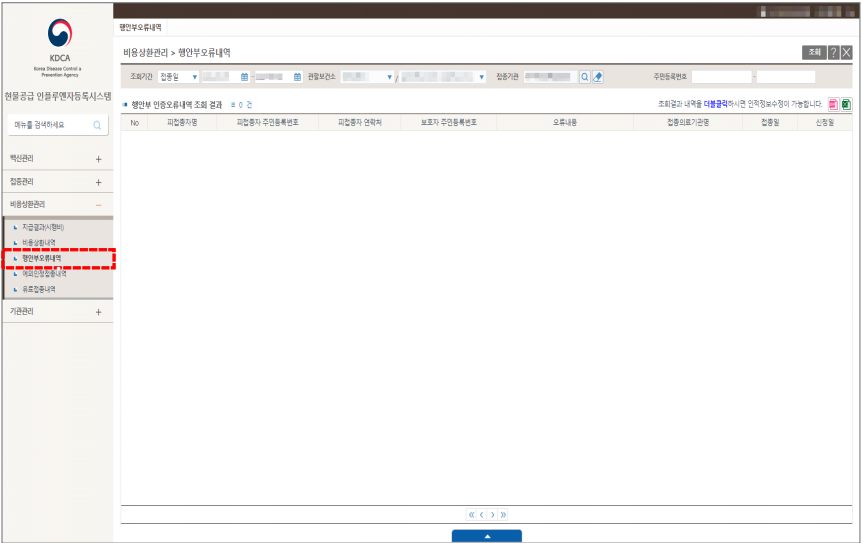 KDCA
Korea Disease Control &
Prevention Agency
현물공급 인플루엔자등록시스템
메뉴를 검색하세요
백신관리 +
접종관리 +
비용상환관리 −
지급결과(시행비)
비용상환내역
행안부오류내역
예외인정접종내역
유료접종내역
기관관리 +
행안부오류내역
비용상환관리 > 행안부오류내역
조회 ? X
조회기간 접종일 - 관할보건소 / 접종기관 주민등록번호 -
행안부 인증오류내역 조회 결과 0 건
조회결과 내역을 더블클릭하시면 인적정보수정이 가능합니다.
No 피접종자명 피접종자 주민등록번호 피접종자 연락처 보호자 주민등록번호 오류내용 접종의료기관명 접종일 신청일